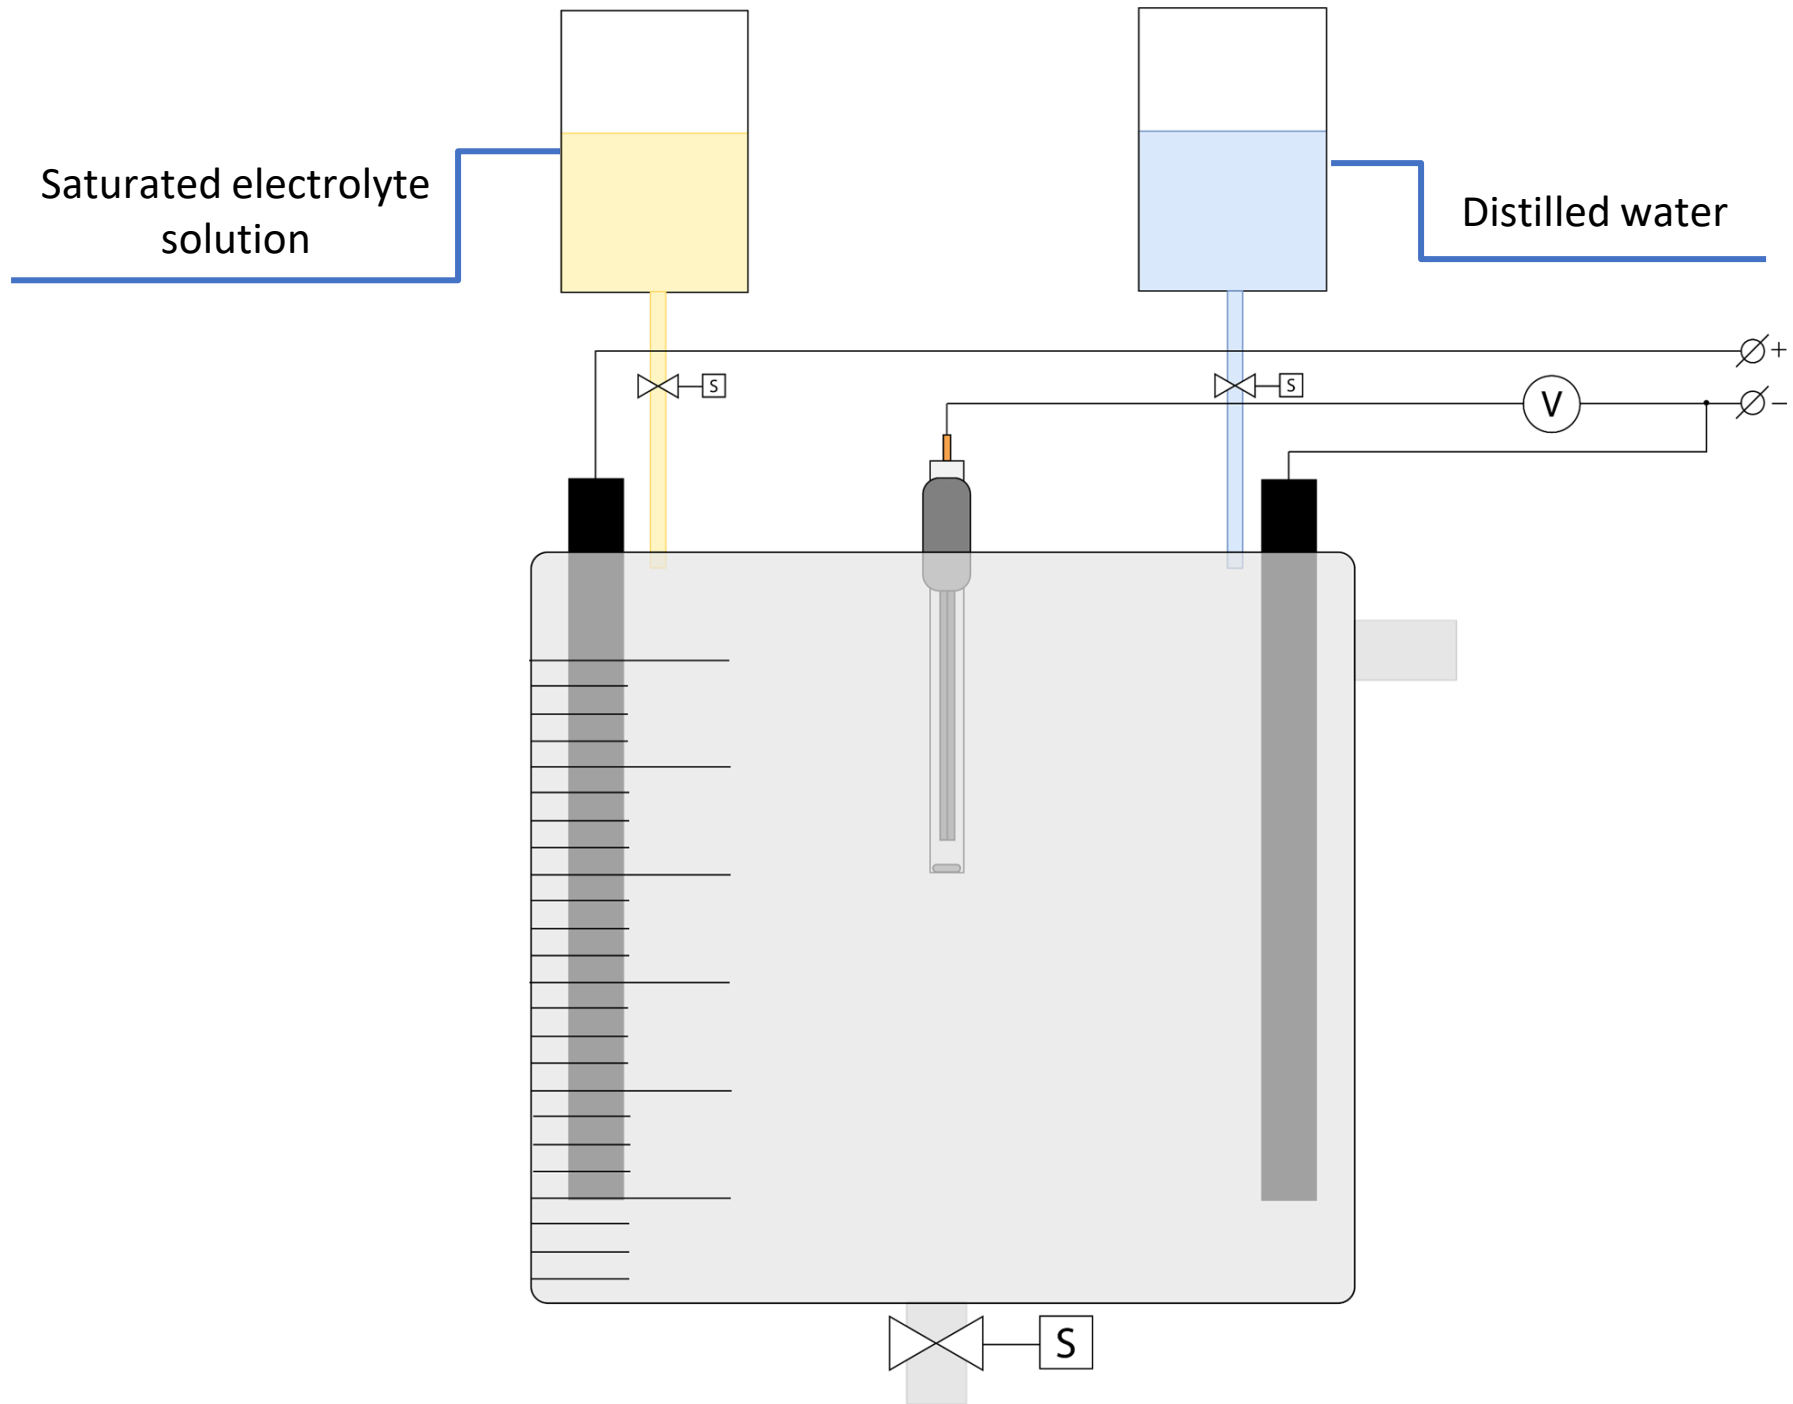 Saturated electrolyte
solution
Distilled water
+
S
S
V
−
S